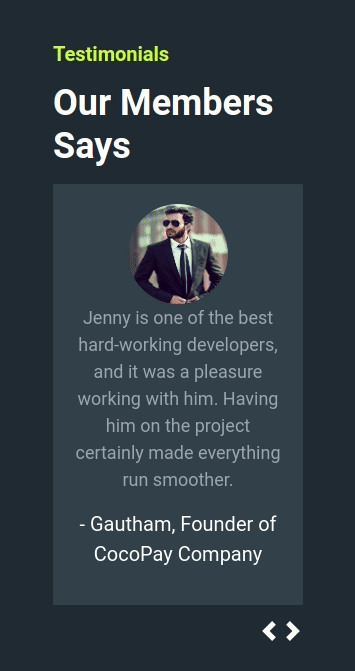 Testimonials
Our Members
Says
Jenny is one of the best
hard-working developers,
and it was a pleasure
working with him. Having
him on the project
certainly made everything
run smoother.
- Gautham, Founder of
CocoPay Company